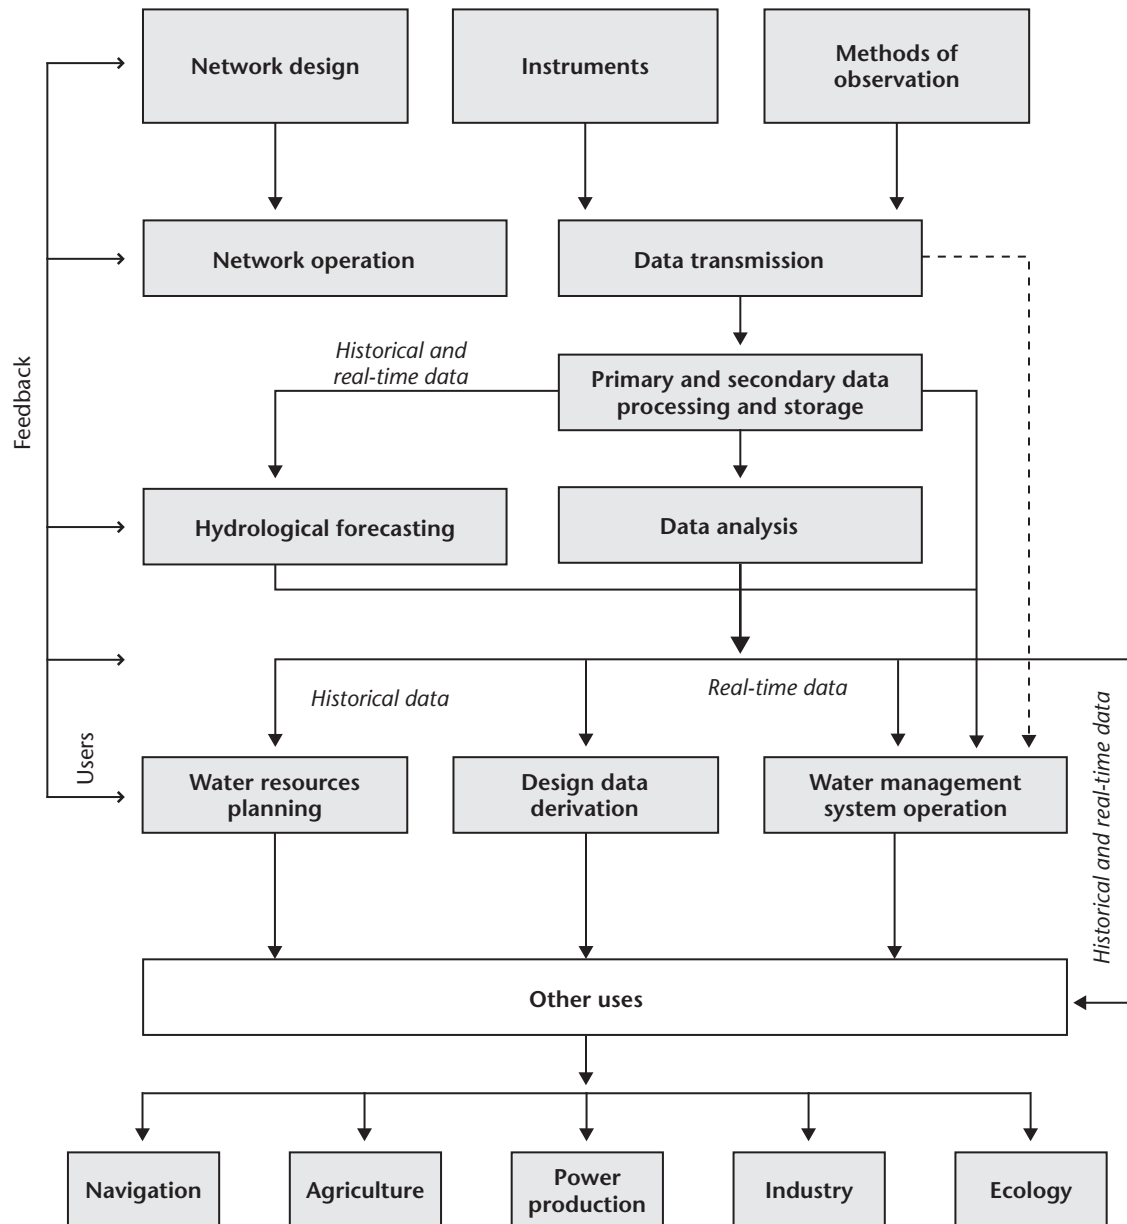 Network design
Instruments
Methods of
observation
Network operation
Data transmission
Historical and
real-time data
Primary and secondary data
processing and storage
Feedback
Hydrological forecasting
Data analysis
Historical data
Real-time data
Users
Water resources
planning
Design data
derivation
Water management
system operation
Historical and real-time data
Other uses
Navigation
Agriculture
Power
production
Industry
Ecology